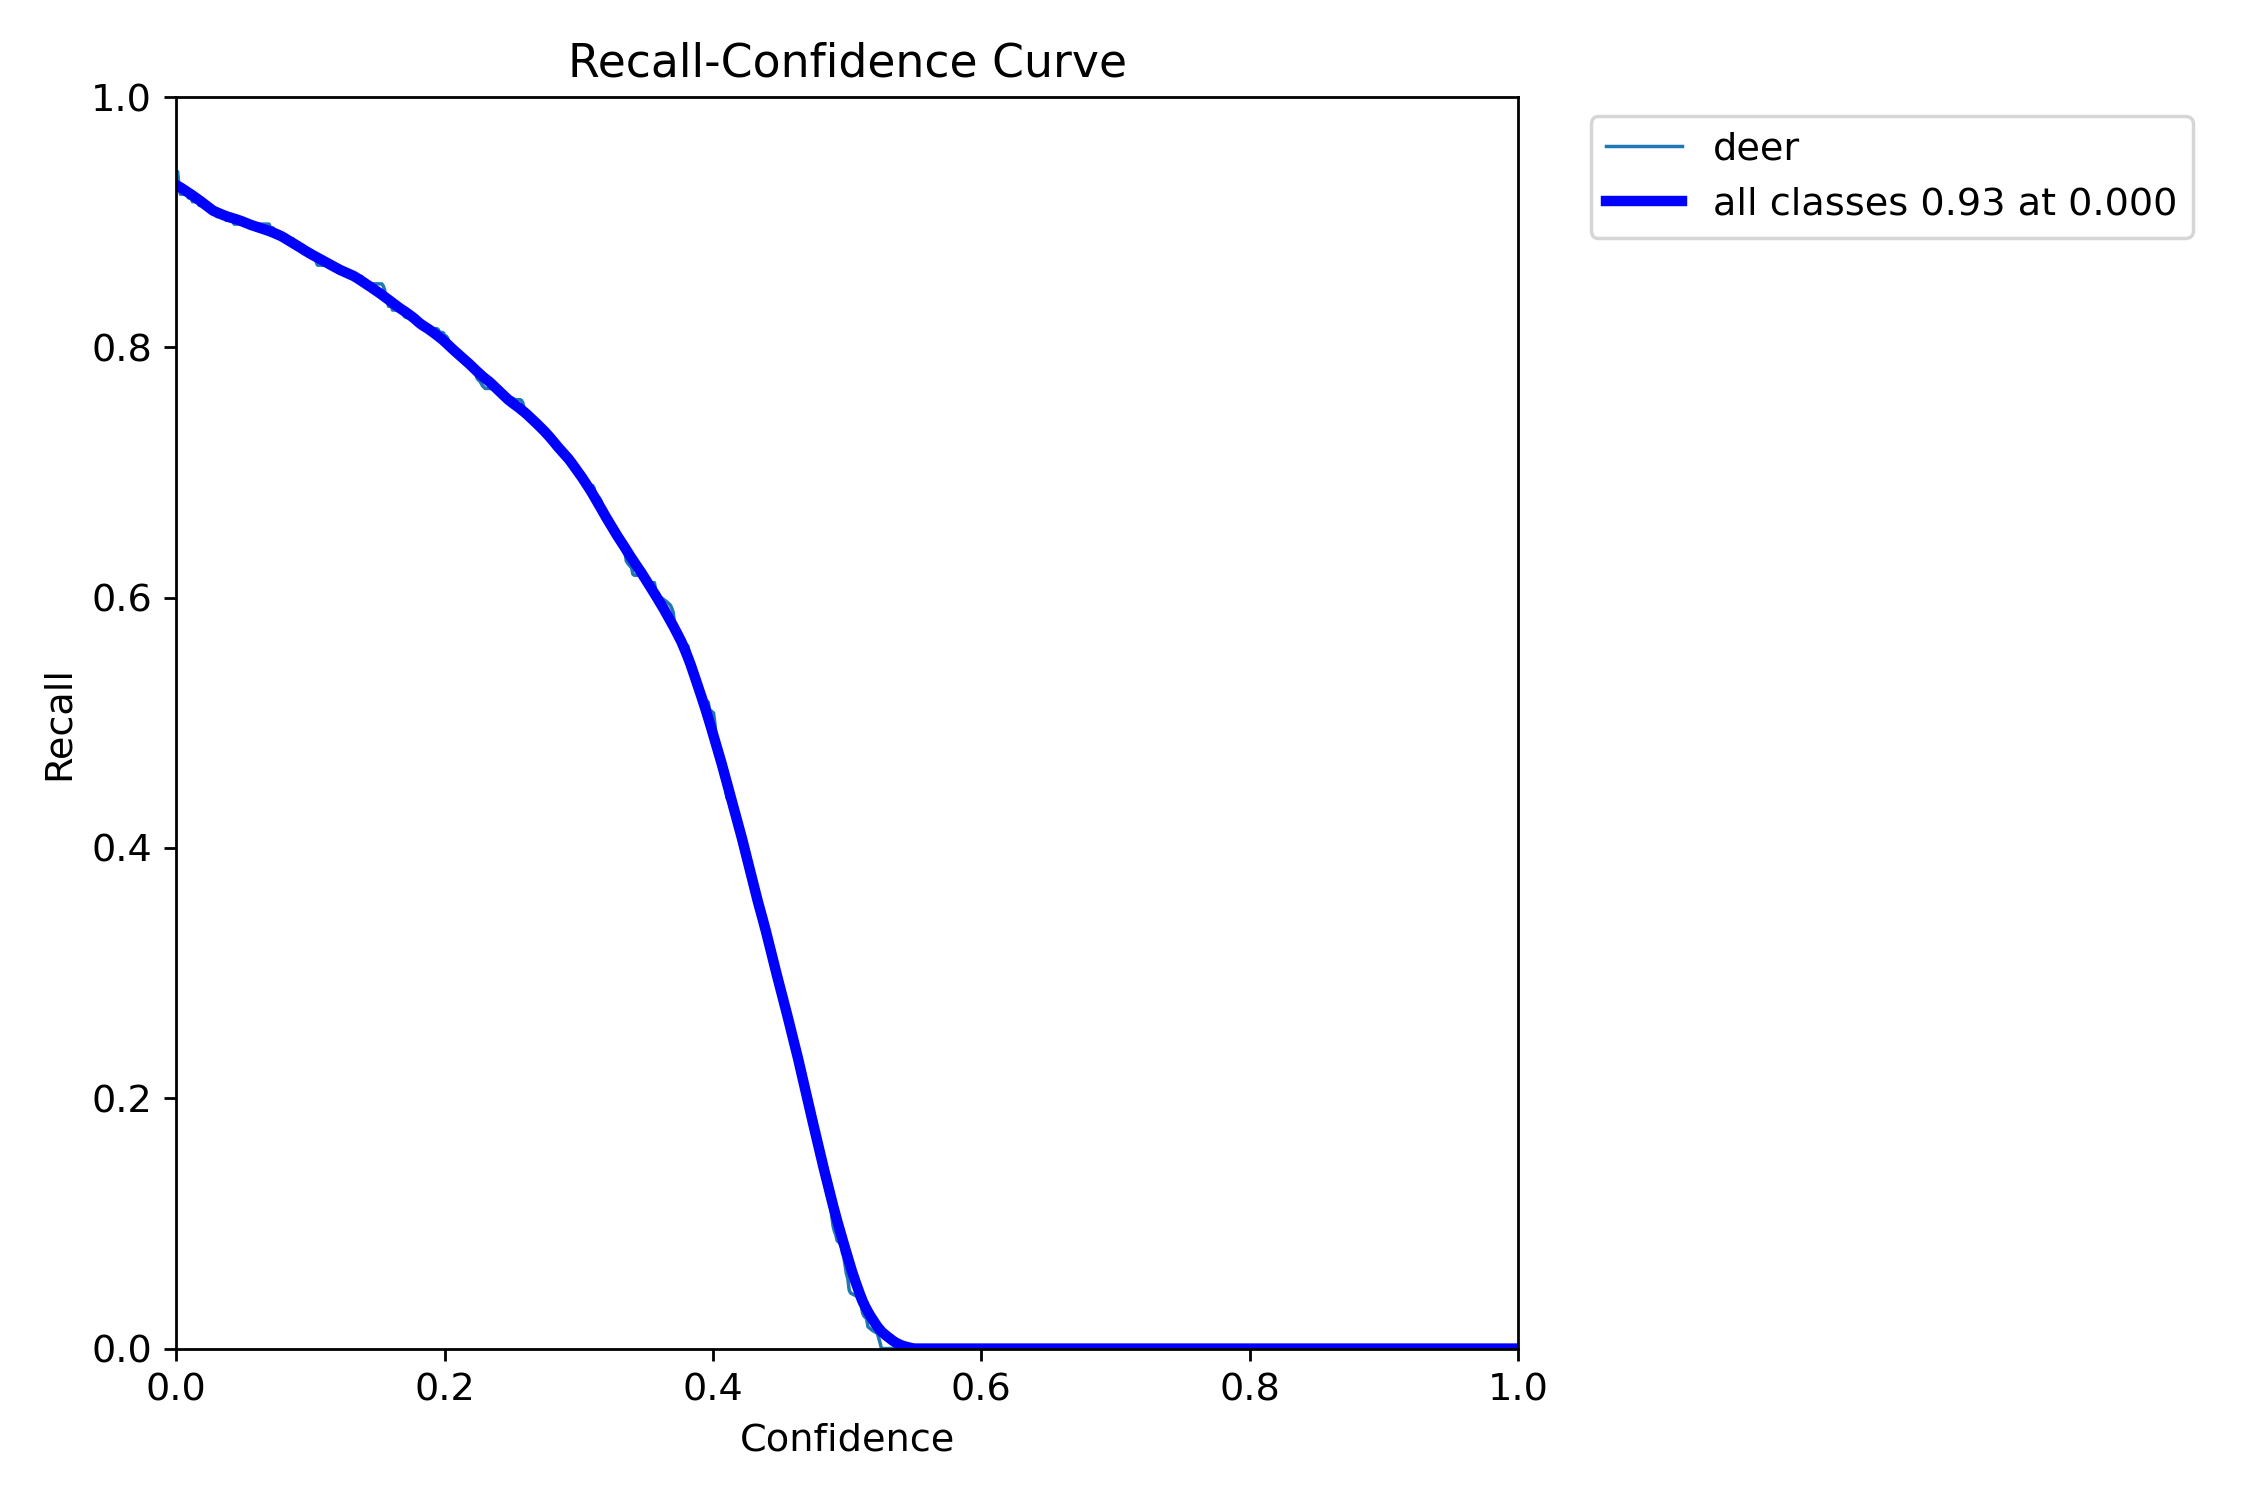 Recall-Confidence Curve
1.0
0.8
0.6
0.4
0.2
0.0
Recall
0.0 0.2 0.4 0.6 0.8 1.0
Confidence
deer
all classes 0.93 at 0.000